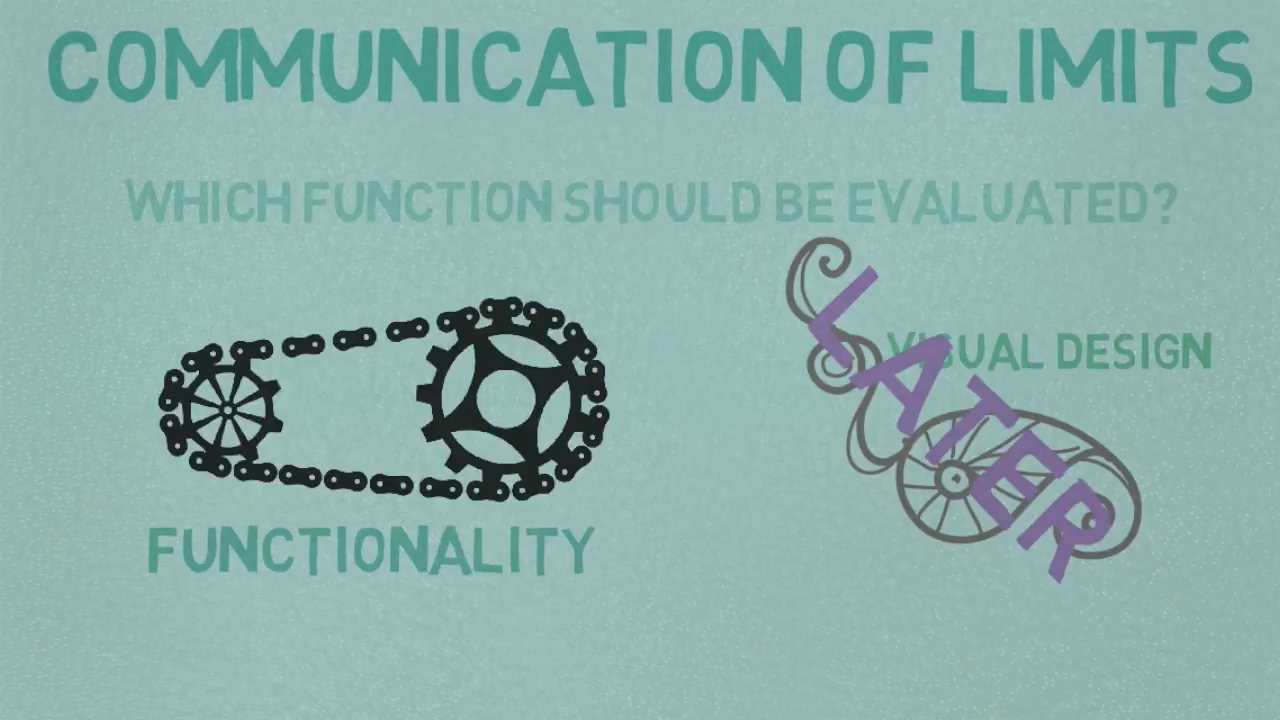 COMMUNICATION OF LIMITS
WHICH FUNCTION SHOULD BE EVALUATED?
VISUAL DESIGN
LATER
FUNCTIONALITY